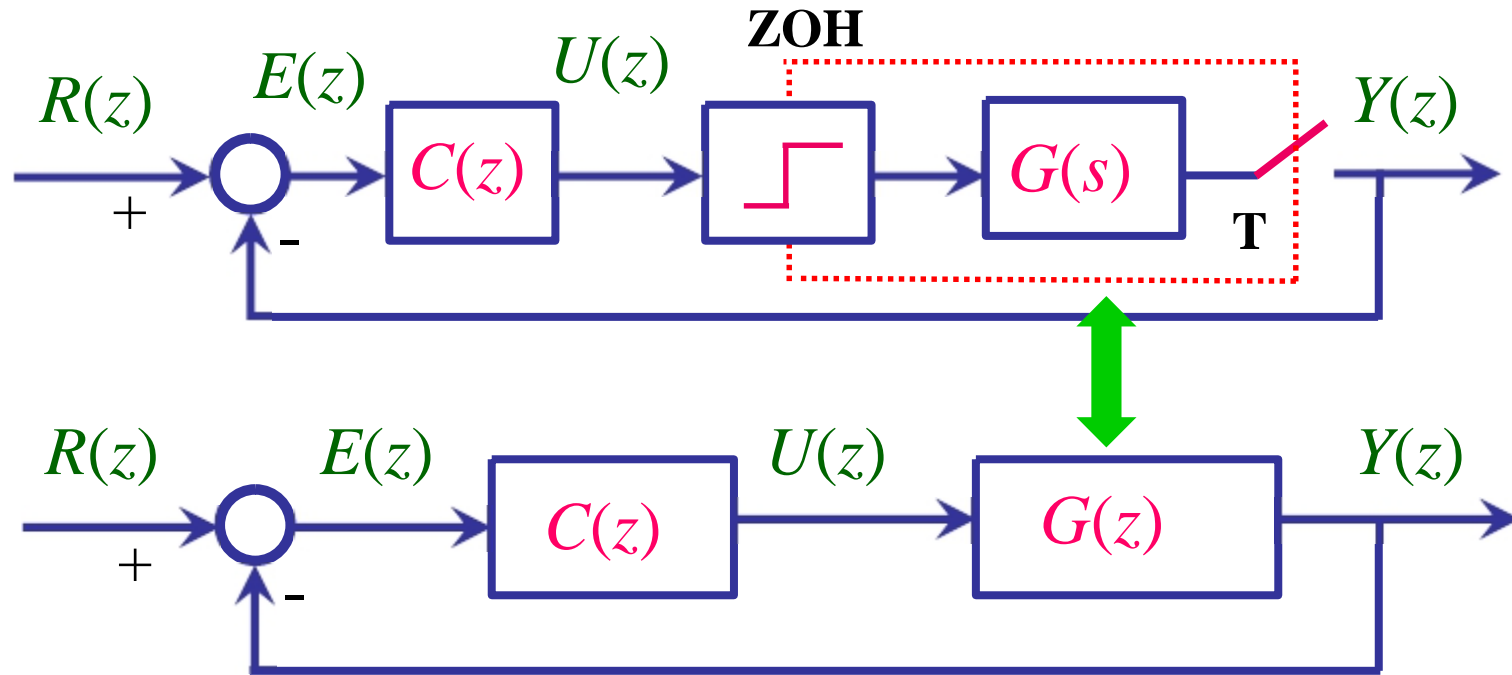 ZOH
R(z) E(z) U(z) Y(z)
C(z) G(s)
+ - T
R(z) E(z) U(z) Y(z)
C(z) G(z)
+ -